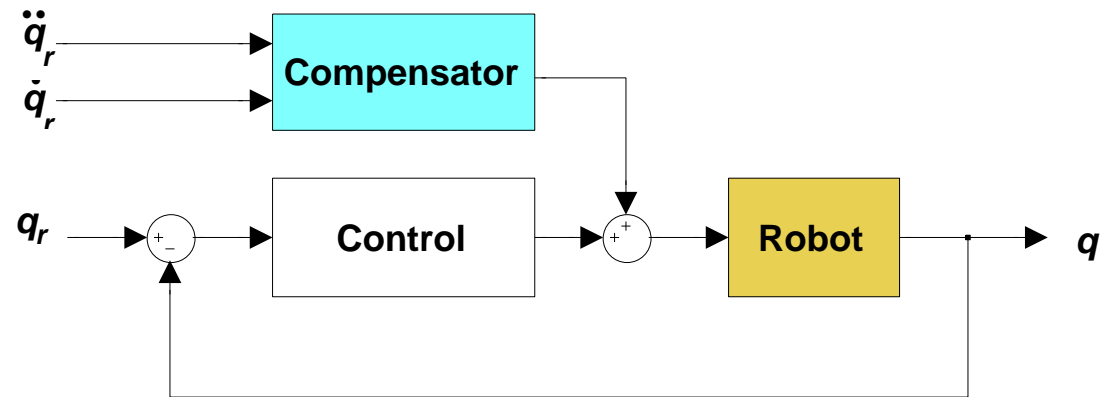 q̈r
Compensator
q̇r
qr
+
−
Control
+
+
Robot
q